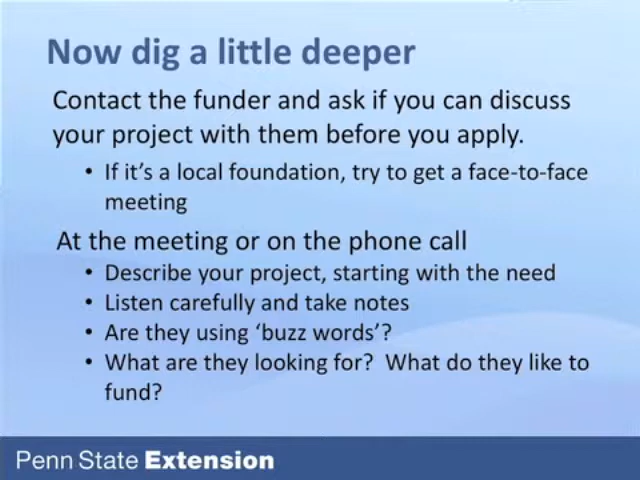 Now dig a little deeper
Contact the funder and ask if you can discuss
your project with them before you apply.
• If it’s a local foundation, try to get a face-to-face
meeting
At the meeting or on the phone call
• Describe your project, starting with the need
• Listen carefully and take notes
• Are they using ‘buzz words’?
• What are they looking for?  What do they like to
fund?
Penn State Extension